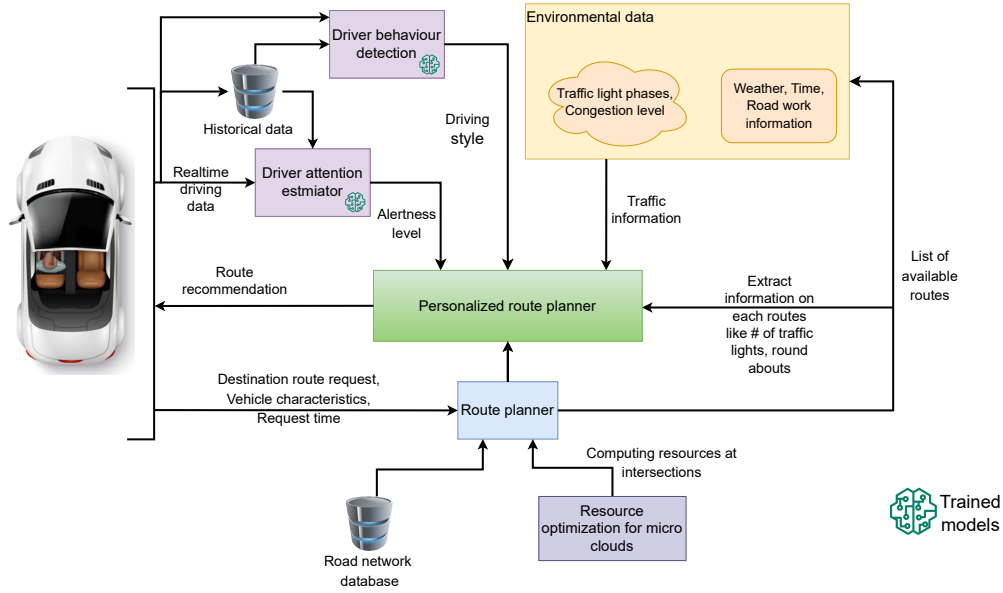 Driver behaviour
detection
Environmental data
Traffic light phases,
Congestion level
Weather, Time,
Road work
information
Historical data
Driving
style
Realtime
driving
data
Driver attention
estmiator
Alertness
level
Traffic
information
List of
available
routes
Route
recommendation
Personalized route planner
Extract
information on
each routes
like # of traffic
lights, round
abouts
Destination route request,
Vehicle characteristics,
Request time
Route planner
Computing resources at
intersections
Road network
database
Resource
optimization for micro
clouds
Trained
models